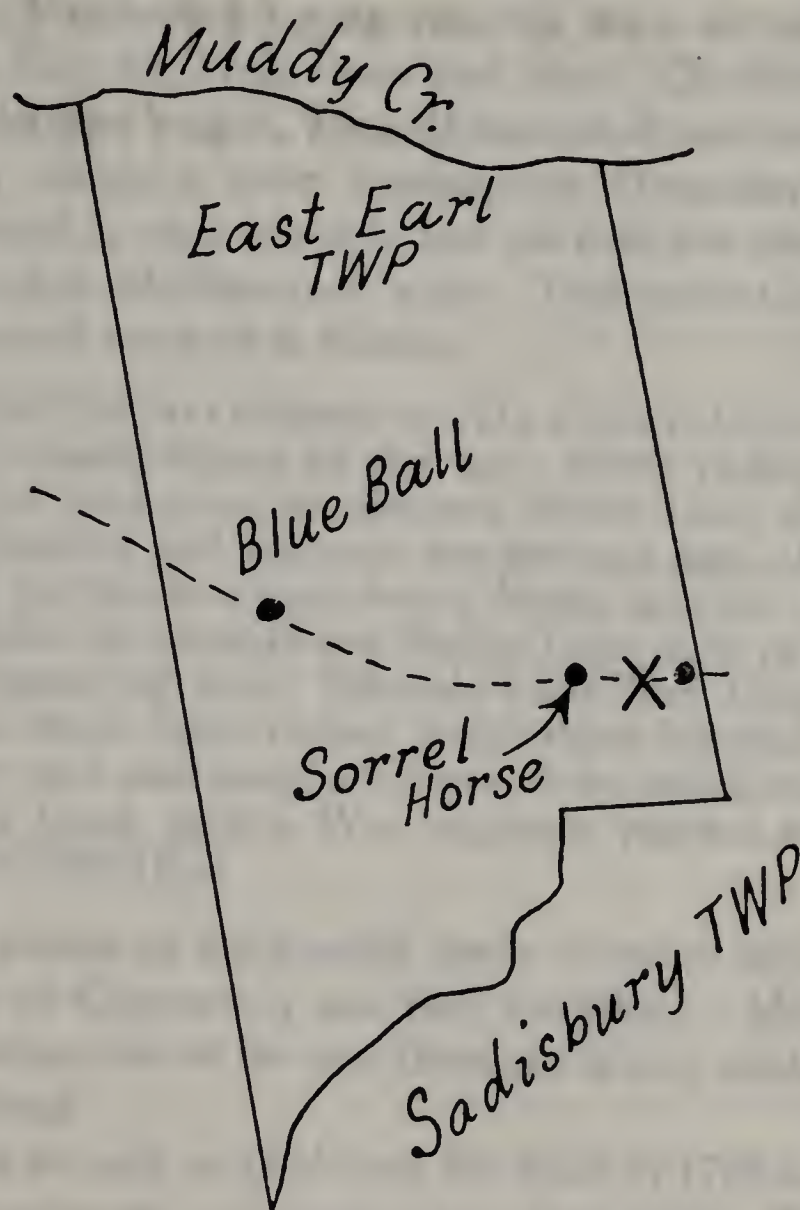 Muddy Cr.
East Earl
TWP
Blue Ball
X
Sorrel
Horse
Sadisbury TWP